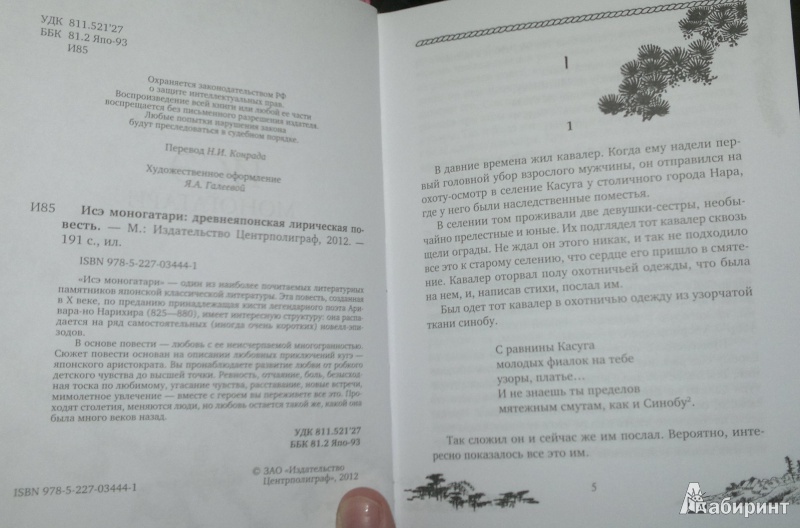 УДК 811.521'27
ББК 81.2 Япо-93
И85
Охраняется законодательством РФ
о защите интеллектуальных прав.
Воспроизведение всей книги или любой ее части
воспрещается без письменного разрешения издателя.
Любые попытки нарушения закона
будут преследоваться в судебном порядке.
Перевод Н.И. Конрада
Художественное оформление
Я.А. Галеевой
И85 Исэ моногатари: древнеяпонская лирическая по-
весть. — М.: Издательство Центрполиграф, 2012. —
191 с., ил.
ISBN 978-5-227-03444-1
«Исэ моногатари» — один из наиболее почитаемых литературных
памятников японской классической литературы. Эта повесть, созданная
в X веке, по преданию принадлежащая кисти легендарного поэта Ари-
вара-но Нарихира (825—880), имеет интересную структуру: она распа-
дается на ряд самостоятельных (иногда очень коротких) новелл-эпи-
зодов.
В основе повести — любовь с ее неисчерпаемой многогранностью.
Сюжет повести основан на описании любовных приключений кугэ —
японского аристократа. Вы пронаблюдаете развитие любви от робкого
детского чувства до высшей точки. Ревность, отчаяние, боль, безысход-
ная тоска по любимому, угасание чувства, расставание, новые встречи,
мимолетное увлечение — вместе с героем вы переживете все это. Про-
ходят столетия, меняются люди, но любовь остается такой же, какой она
была много веков назад.
УДК 811.521'27
ББК 81.2 Япо-93
© ЗАО «Издательство
Центрполиграф», 2012
ISBN 978-5-227-03444-1
I
1
В давние времена жил кавалер. Когда ему надели пер-
вый головной убор взрослого мужчины, он отправился на
охоту-осмотр в селение Касуга у столичного города Нара,
где у него были наследственные поместья.
В селении том проживали две девушки-сестры, необы-
чайно прелестные и юные. Их подглядел тот кавалер сквозь
щели ограды. Не ждал он этого никак, и так не подходило
все это к старому селению, что сердце его пришло в смяте-
ние. Кавалер оторвал полу охотничьей одежды, что была
на нем, и, написав стихи, послал им.
Был одет тот кавалер в охотничью одежду из узорчатой
ткани синобу.
С равнины Касуга
молодых фиалок на тебе
узоры, платье...
И не знаешь ты пределов
мятежным смутам, как и Синобу².
Так сложил он и сейчас же им послал. Вероятно, инте-
ресно показалось все это им.
5
Лабиринт